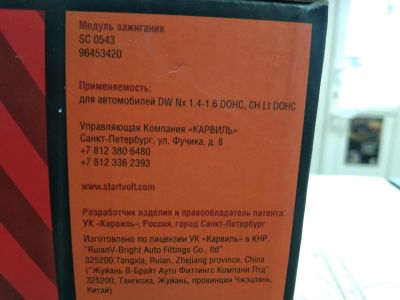 Модуль зажигания
SC 0543
96453420
Применяемость:
для автомобилей DW Nx 1.4-1.6 DOHC, CH Lt DOHC
Управляющая Компания «КАРВИЛЬ»
Санкт-Петербург, ул. Фучика, д. 8
+7 812 380 6480
+7 812 336 2393
www.startvolt.com
Разработчик изделия и правообладатель патента:
УК «Карвиль», Россия, город Санкт-Петербург
Изготовлено по лицензии УК «Карвиль» в КНР.
"RuianV-Bright Auto Fittings Co., ltd"
325200,Tangxia, Ruian, Zhejiang province, China
("Жуйань В-Брайт Ауто Фиттингс Компани Лтд"
325200, Тангксиа, Жуйань, провинция Чжэцзянь,
Китай)